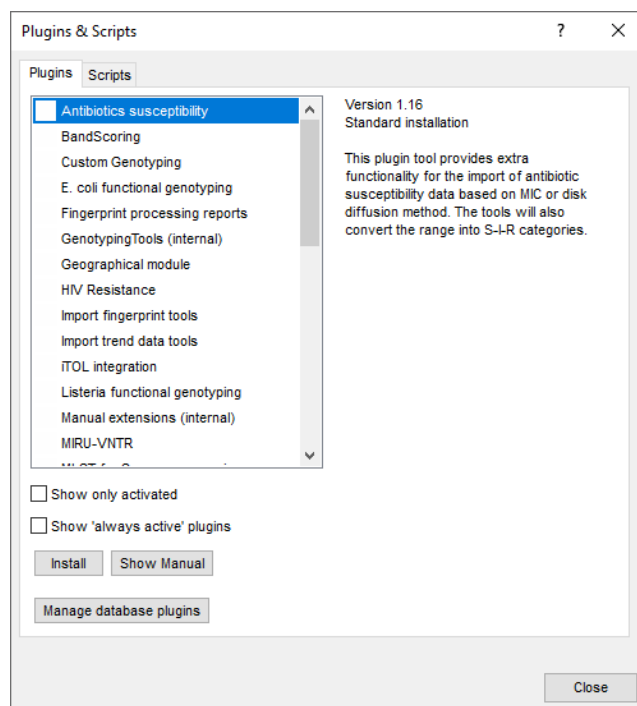 Plugins & Scripts
?
Plugins
Scripts
Antibiotics susceptibility
BandScoring
Custom Genotyping
E. coli functional genotyping
Fingerprint processing reports
GenotypingTools (internal)
Geographical module
HIV Resistance
Import fingerprint tools
Import trend data tools
iTOL integration
Listeria functional genotyping
Manual extensions (internal)
MIRU-VNTR
Version 1.16
Standard installation
This plugin tool provides extra
functionality for the import of antibiotic
susceptibility data based on MIC or disk
diffusion method. The tools will also
convert the range into S-I-R categories.
Show only activated
Show 'always active' plugins
Install
Show Manual
Manage database plugins
Close